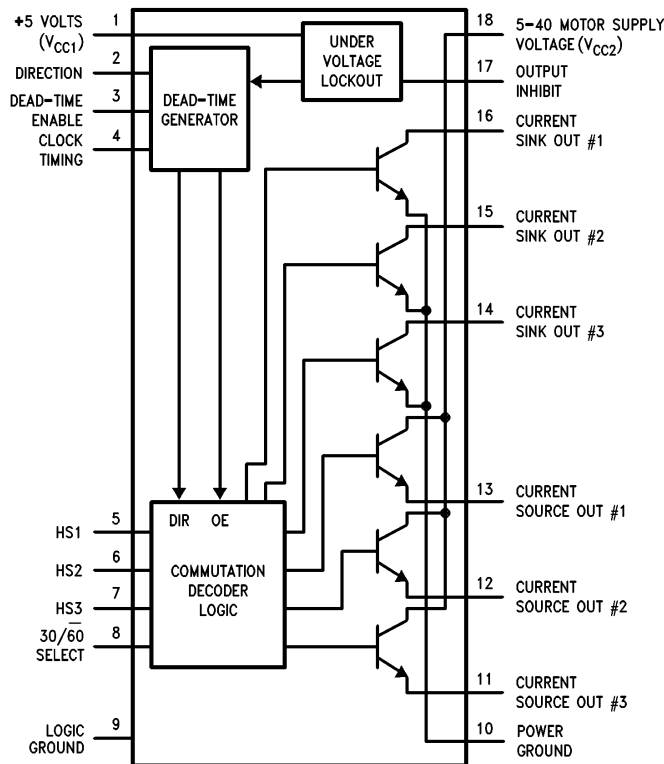 +5 VOLTS
(VCC1)
1
DIRECTION
2
DEAD-TIME
ENABLE
3
CLOCK
TIMING
4
UNDER
VOLTAGE
LOCKOUT
DEAD-TIME
GENERATOR
18
5-40 MOTOR SUPPLY
VOLTAGE (VCC2)
17
OUTPUT
INHIBIT
16
CURRENT
SINK OUT #1
15
CURRENT
SINK OUT #2
14
CURRENT
SINK OUT #3
13
CURRENT
SOURCE OUT #1
12
CURRENT
SOURCE OUT #2
11
CURRENT
SOURCE OUT #3
10
POWER
GROUND
DIR OE
COMMUTATION
DECODER
LOGIC
HS1
5
HS2
6
HS3
7
30/6̅0̅
SELECT
8
LOGIC
GROUND
9